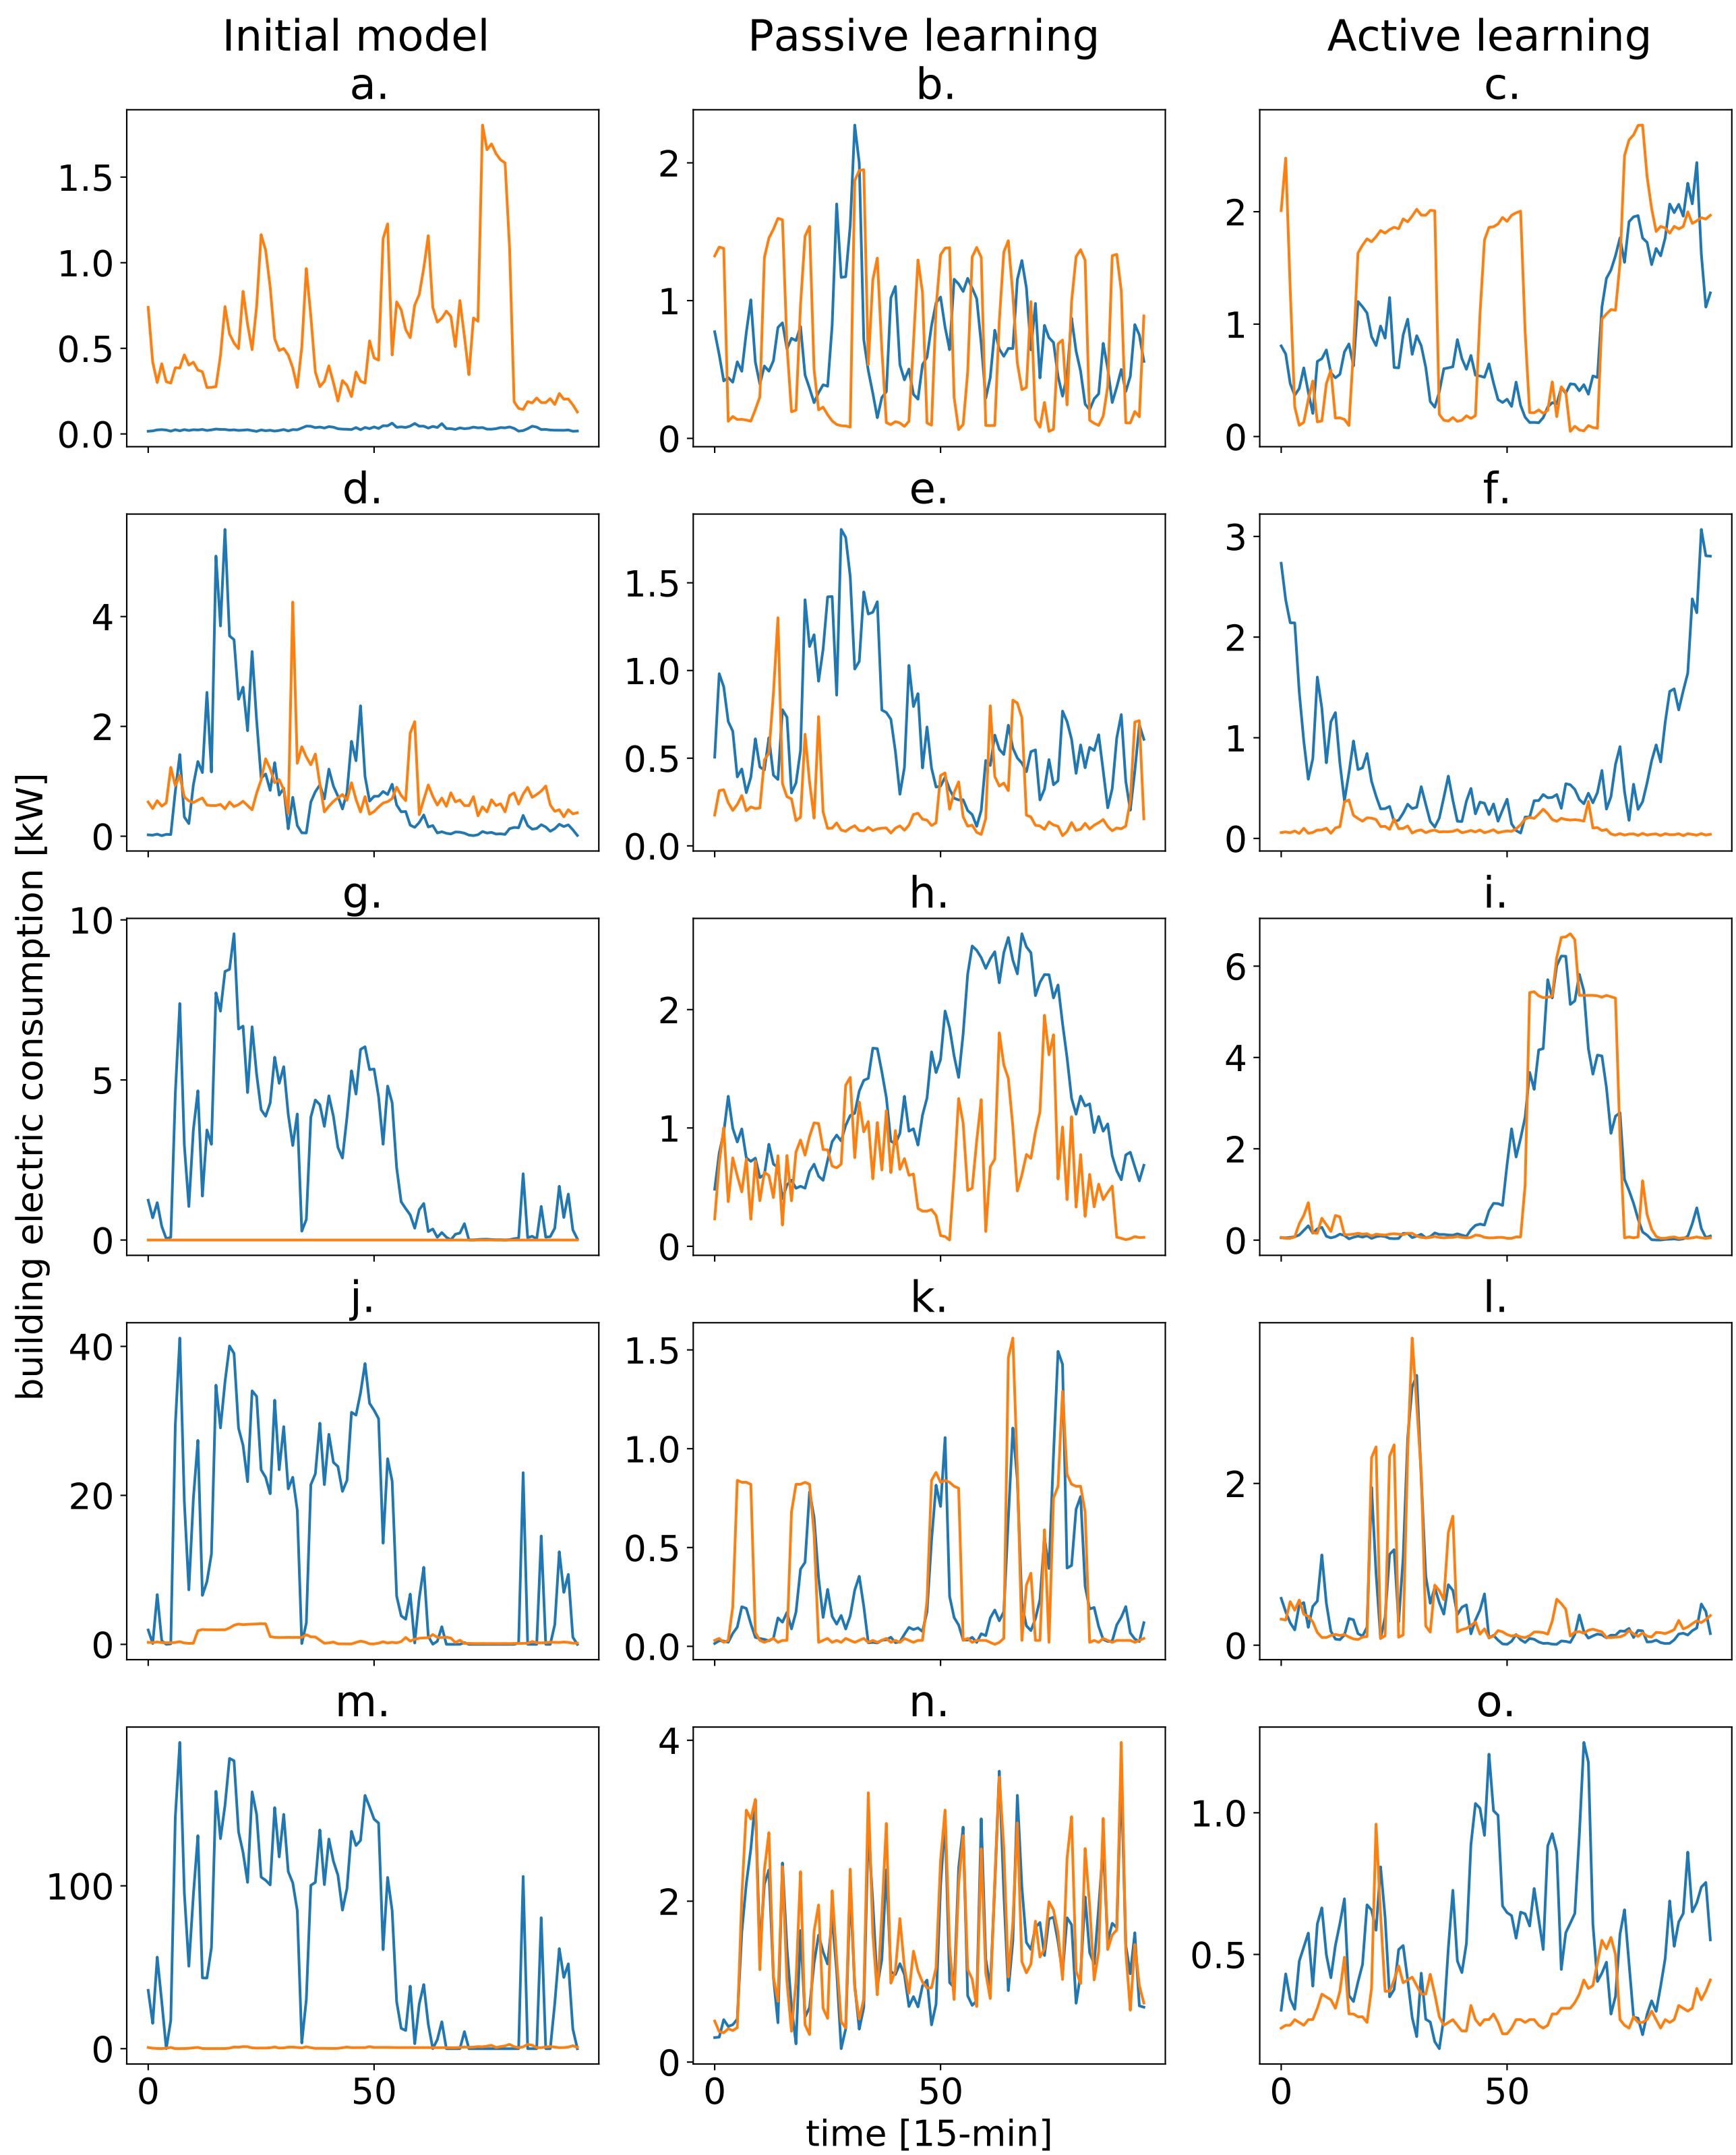 Initial model
Passive learning
Active learning
a.
b.
c.
1.5
1.0
0.5
0.0
2
1
0
2
1
0
d.
e.
f.
4
2
0
1.5
1.0
0.5
0.0
3
2
1
0
g.
h.
i.
10
5
0
2
1
0
6
4
2
0
building electric consumption [kW]
j.
k.
l.
40
20
0
1.5
1.0
0.5
0.0
2
0
m.
n.
o.
100
0
4
2
0
1.0
0.5
0 50
0 50
0 50
time [15-min]